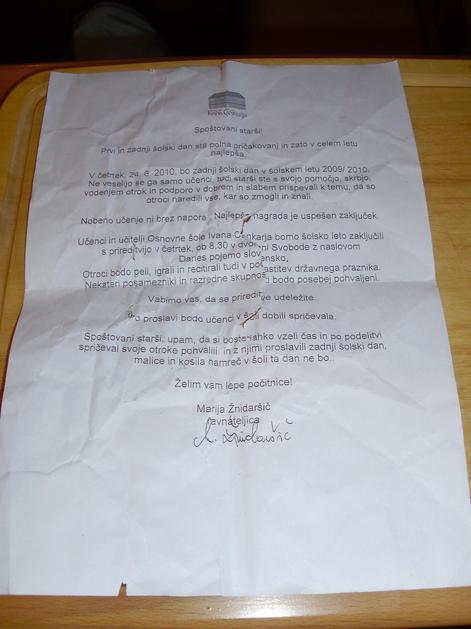 Ivana Cankarja
Spoštovani starši!
Prvi in zadnji šolski dan sta polna pričakovanj in zato v celem letu
najlepša.
V četrtek, 24. 6. 2010, bo zadnji šolski dan v šolskem letu 2009/ 2010.
Ne veselijo se ga samo učenci, tudi starši ste s svojo pomočjo, skrbjo,
vodenjem otrok in podporo v dobrem in slabem prispevali k temu, da so
otroci naredili vse, kar so zmogli in znali.
Nobeno učenje ni brez napora. Najlepša nagrada je uspešen zaključek.
Učenci in učitelji Osnovne šole Ivana Cankarja bomo šolsko leto zaključili
s prireditvijo v četrtek, ob 8.30 v dvorani Svobode z naslovom
Danes pojemo slovensko,
Otroci bodo peli, igrali in recitirali tudi v počastitev državnega praznika.
Nekateri posamezniki in razredne skupnosti bodo posebej pohvaljeni.
Vabimo vas, da se prireditve udeležite.
Po proslavi bodo učenci v šoli dobili spričevala.
Spoštovani starši, upam, da si boste lahko vzeli čas in po podelitvi
spričeval svoje otroke pohvalili in z njimi proslavili zadnji šolski dan,
malice in kosila namreč v šoli ta dan ne bo..
Želim vam lepe počitnice!
Marija Žnidaršič
ravnateljica
M. Žnidaršič